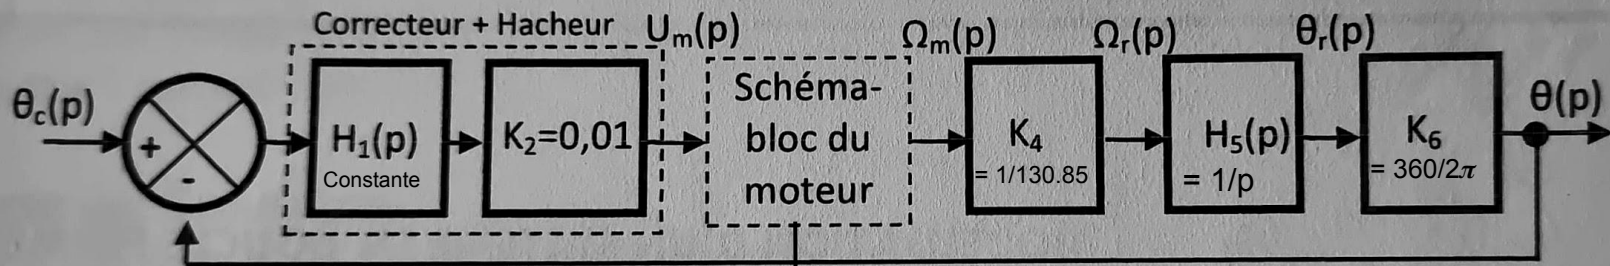 Correcteur + Hacheur
Uₘ(p)
Ωₘ(p)
Ωᵣ(p)
θᵣ(p)
θc(p)
+
-
H₁(p)
Constante
K₂=0,01
Schéma-
bloc du
moteur
K₄
= 1/130.85
H₅(p)
= 1/p
K₆
= 360/2π
θ(p)